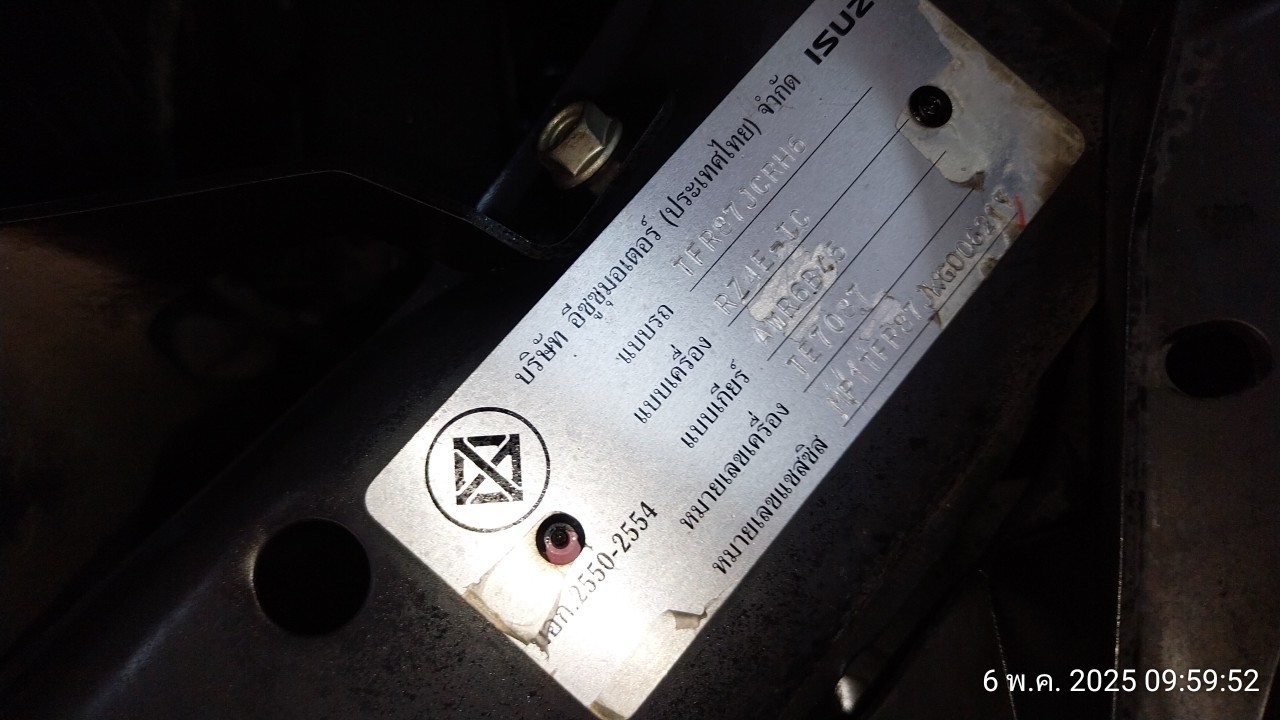 ISUZ
บริษัท อีซูซุมอเตอร์ (ประเทศไทย) จำกัด
แบบรถ TFR87JCRH6
แบบเครื่อง RZ4E-TC
แบบเกียร์ AWR6B45
หมายเลขเครื่อง
หมายเลขแชสซิส
มอก.2550-2554
6 พ.ค. 2025 09:59:52